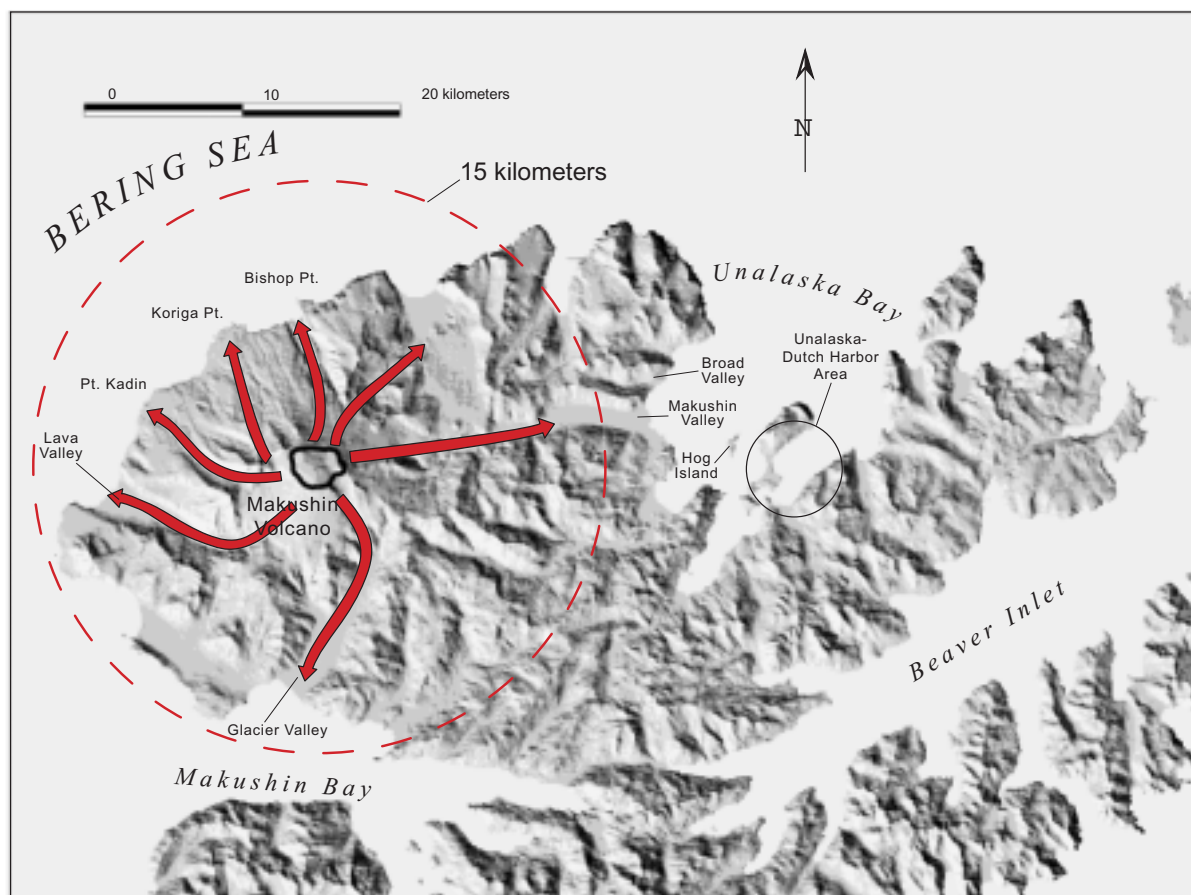 0 10 20 kilometers
N
BERING SEA
15 kilometers
Bishop Pt.
Unalaska Bay
Koriga Pt.
Unalaska-
Dutch Harbor
Area
Broad
Valley
Pt. Kadin
Makushin
Valley
Lava
Valley
Hog
Island
Makushin
Volcano
Beaver Inlet
Glacier Valley
Makushin Bay